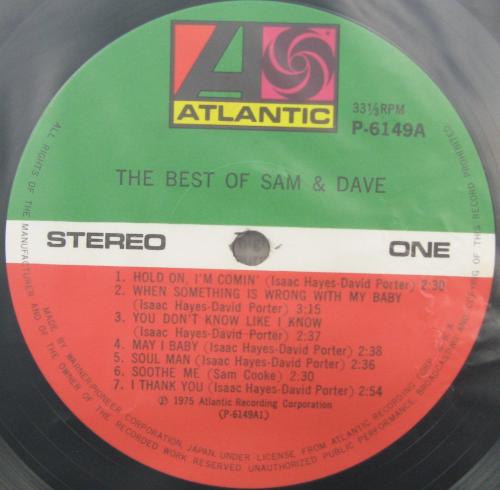 ATLANTIC
33⅓RPM
P-6149A
THE BEST OF SAM & DAVE
STEREO
ONE
1. HOLD ON, I'M COMIN' (Isaac Hayes-David Porter) 2:30
2. WHEN SOMETHING IS WRONG WITH MY BABY
(Isaac Hayes-David Porter) 3:15
3. YOU DON'T KNOW LIKE I KNOW
(Isaac Hayes-David Porter) 2:37
4. MAY I BABY (Isaac Hayes-David Porter) 2:38
5. SOUL MAN (Isaac Hayes-David Porter) 2:36
6. SOOTHE ME (Sam Cooke) 2:30
7. I THANK YOU (Isaac Hayes-David Porter) 2:54
℗ 1975 Atlantic Recording Corporation
(P-6149A1)
ALL RIGHTS OF THE MANUFACTURER AND OF THE OWNER OF THE RECORDED WORK RESERVED UNAUTHORIZED PUBLIC PERFORMANCE, BROADCASTING AND COPYING OF THIS RECORD PROHIBITED
MADE BY WARNER-PIONEER CORPORATION, JAPAN, UNDER-LICENSE FROM ATLANTIC RECORDING